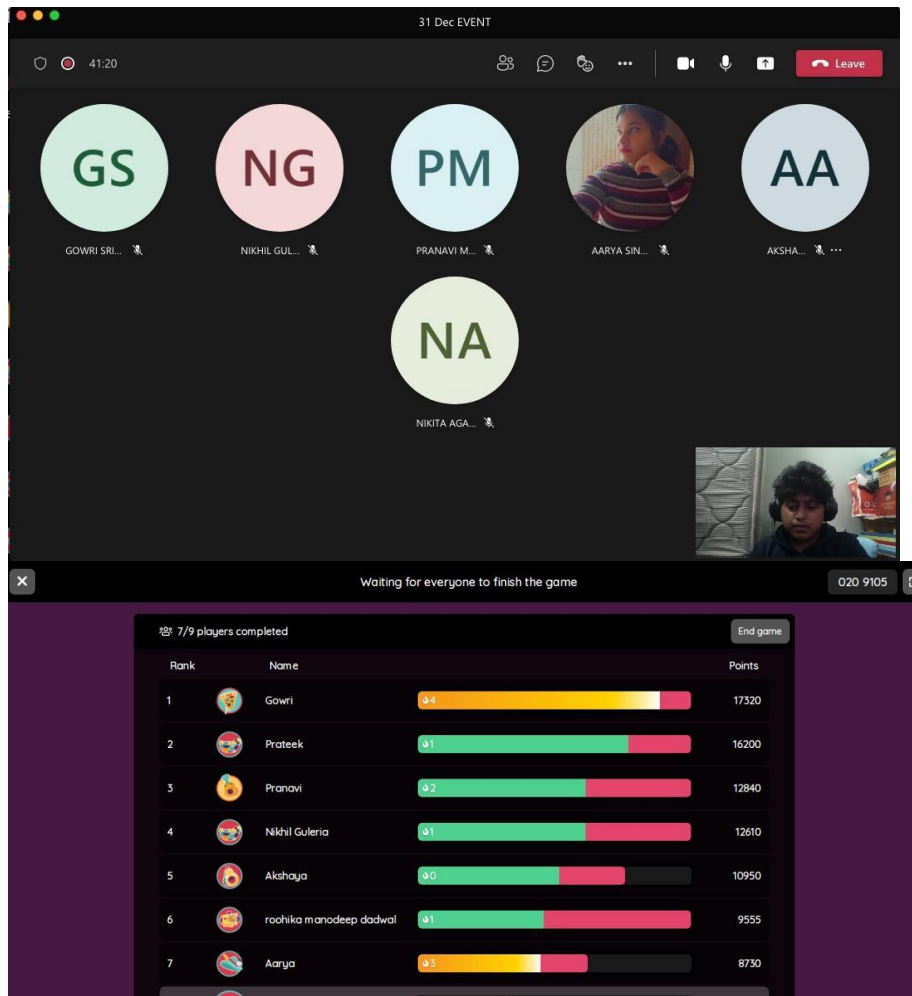 31 Dec EVENT
41:20
Leave
GS
NG
PM
AA
GOWRI SRI...
NIKHIL GUL...
PRANAVI M...
AARYA SIN...
AKSHA...
NA
NIKITA AGA...
Waiting for everyone to finish the game
020 9105
7/9 players completed
End game
Rank Name Points
1 Gowri 4 17320
2 Prateek 1 16200
3 Pranavi 2 12840
4 Nikhil Guleria 1 12610
5 Akshaya 0 10950
6 roohika manodeep dadwal 1 9555
7 Aarya 3 8730